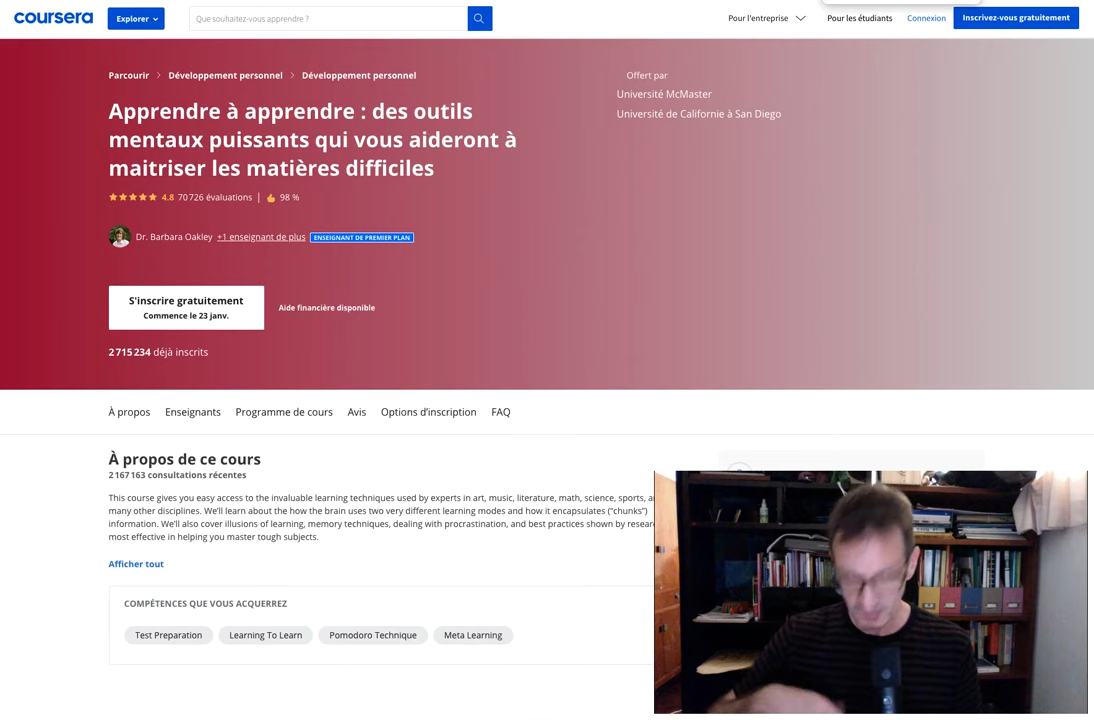 coursera
Explorer
Que souhaitez-vous apprendre ?
Pour l'entreprise
Pour les étudiants
Connexion
Inscrivez-vous gratuitement
Parcourir > Développement personnel > Développement personnel
Offert par
Université McMaster
Université de Californie à San Diego
Apprendre à apprendre : des outils
mentaux puissants qui vous aideront à
maitriser les matières difficiles
4.8 70 726 évaluations | 98 %
Dr. Barbara Oakley +1 enseignant de plus ENSEIGNANT DE PREMIER PLAN
S'inscrire gratuitement
Commence le 23 janv.
Aide financière disponible
2 715 234 déjà inscrits
À propos
Enseignants
Programme de cours
Avis
Options d'inscription
FAQ
À propos de ce cours
2 167 163 consultations récentes
This course gives you easy access to the invaluable learning techniques used by experts in art, music, literature, math, science, sports,
many other disciplines. We'll learn about the how the brain uses two very different learning modes and how it encapsulates ("chunks")
information. We'll also cover illusions of learning, memory techniques, dealing with procrastination, and best practices shown by
most effective in helping you master tough subjects.
Afficher tout
COMPÉTENCES QUE VOUS ACQUERREZ
Test Preparation
Learning To Learn
Pomodoro Technique
Meta Learning